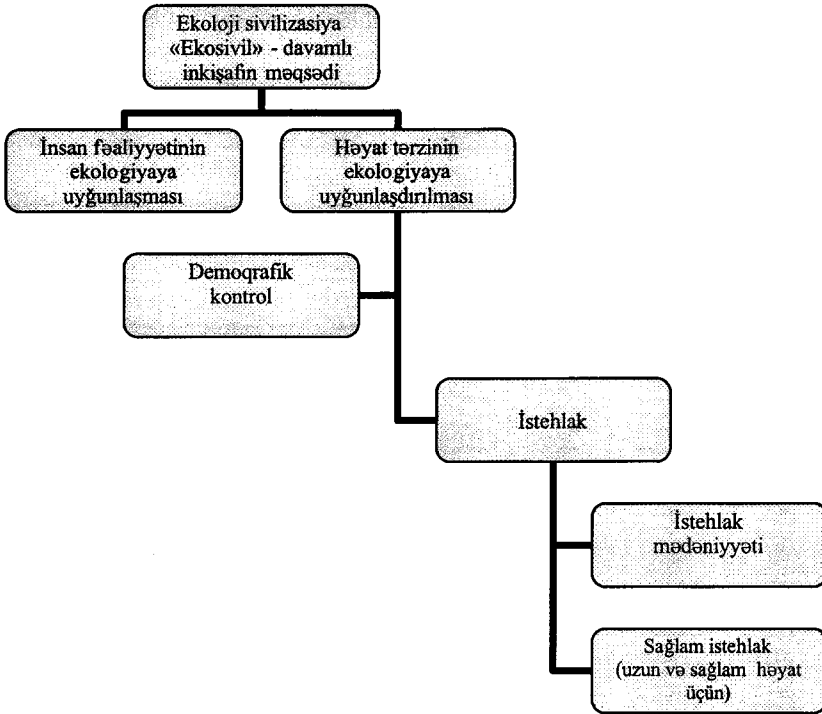 Ekoloji sivilizasiya
«Ekosivil» - davamlı
inkişafın məqsədi
İnsan fəaliyyətinin
ekologiyaya
uyğunlaşması
Həyat tərzinin
ekologiyaya
uyğunlaşdırılması
Demoqrafik
kontrol
İstehlak
İstehlak
mədəniyyəti
Sağlam istehlak
(uzun və sağlam həyat
üçün)